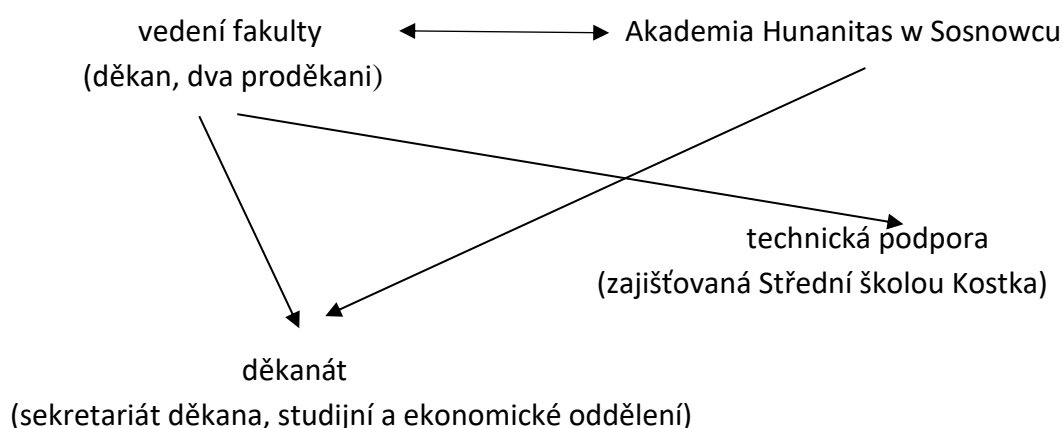 vedení fakulty
Akademia Hunanitas w Sosnowcu
(děkan, dva proděkani)
technická podpora
(zajišťovaná Střední školou Kostka)
děkanát
(sekretariát děkana, studijní a ekonomické oddělení)